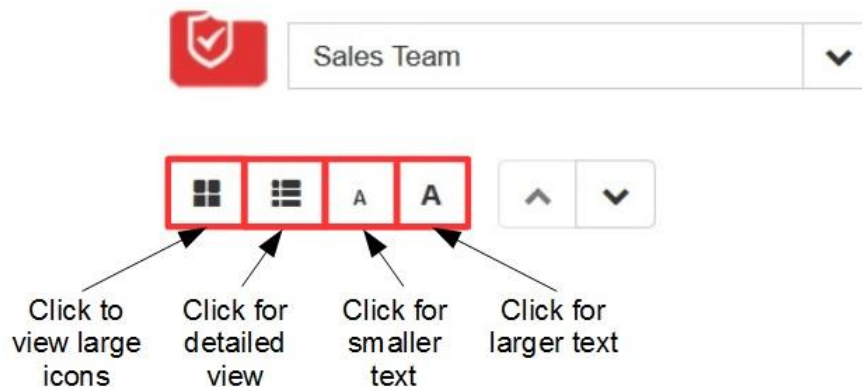 Sales Team
A A
Click to
view large
icons
Click for
detailed
view
Click for
smaller
text
Click for
larger text